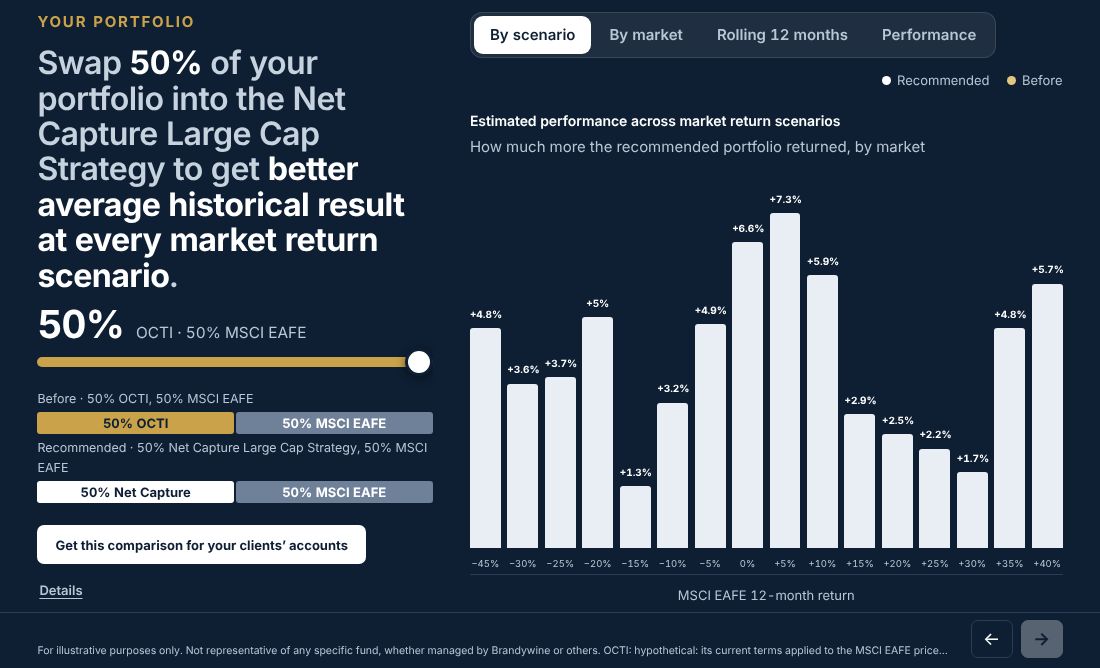 YOUR PORTFOLIO
Swap 50% of your
portfolio into the Net
Capture Large Cap
Strategy to get better
average historical result
at every market return
scenario.
50% OCTI · 50% MSCI EAFE
Before · 50% OCTI, 50% MSCI EAFE
50% OCTI 50% MSCI EAFE
Recommended · 50% Net Capture Large Cap Strategy, 50% MSCI
EAFE
50% Net Capture 50% MSCI EAFE
Get this comparison for your clients’ accounts
Details
By scenario By market Rolling 12 months Performance
Recommended Before
Estimated performance across market return scenarios
How much more the recommended portfolio returned, by market
+4.8% +3.6% +3.7% +5% +1.3% +3.2% +4.9% +6.6% +7.3% +5.9% +2.9% +2.5% +2.2% +1.7% +4.8% +5.7%
−45% −30% −25% −20% −15% −10% −5% 0% +5% +10% +15% +20% +25% +30% +35% +40%
MSCI EAFE 12-month return
For illustrative purposes only. Not representative of any specific fund, whether managed by Brandywine or others. OCTI: hypothetical: its current terms applied to the MSCI EAFE price…